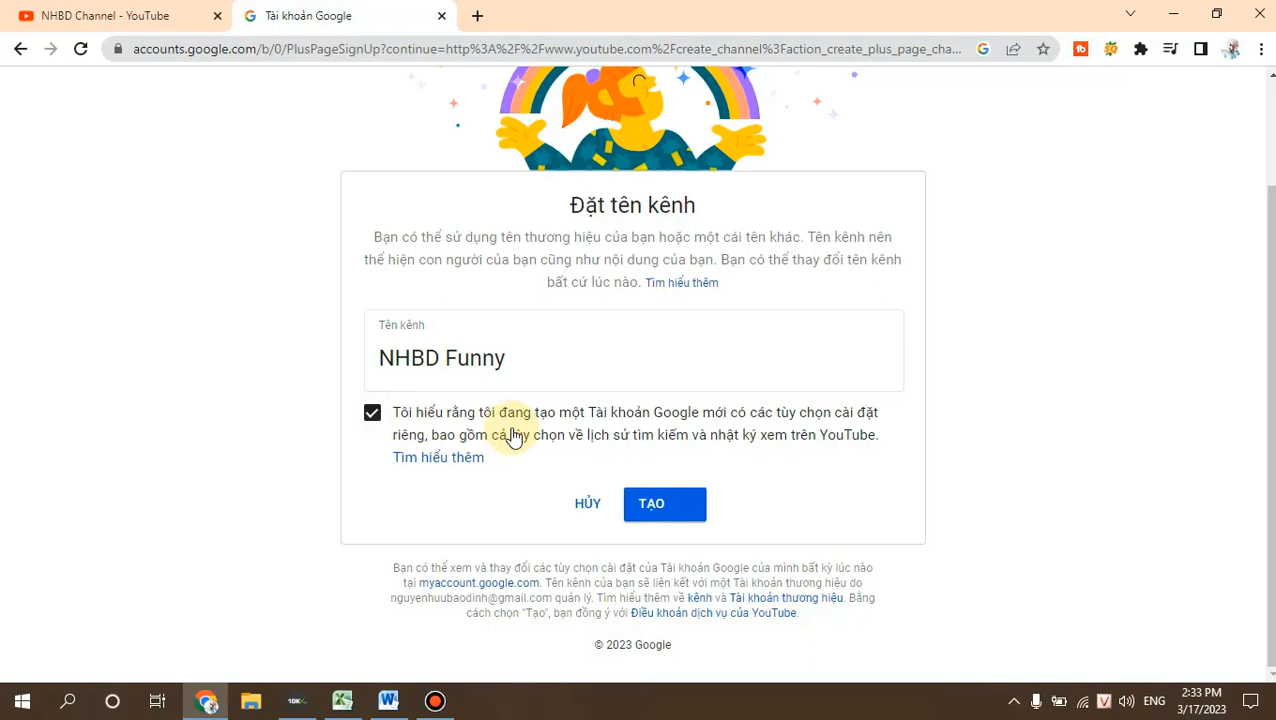 NHBD Channel - YouTube
Tài khoản Google
accounts.google.com/b/0/PlusPageSignUp?continue=http%3A%2F%2Fwww.youtube.com%2Fcreate_channel%3Faction_create_plus_page_cha...
Đặt tên kênh
Bạn có thể sử dụng tên thương hiệu của bạn hoặc một cái tên khác. Tên kênh nên
thể hiện con người của bạn cũng như nội dung của bạn. Bạn có thể thay đổi tên kênh
bất cứ lúc nào. Tìm hiểu thêm
Tên kênh
NHBD Funny
Tôi hiểu rằng tôi đang tạo một Tài khoản Google mới có các tùy chọn cài đặt
riêng, bao gồm cả tùy chọn về lịch sử tìm kiếm và nhật ký xem trên YouTube.
Tìm hiểu thêm
HỦY
TẠO
Bạn có thể xem và thay đổi các tùy chọn cài đặt của Tài khoản Google của mình bất kỳ lúc nào
tại myaccount.google.com. Tên kênh của bạn sẽ liên kết với một Tài khoản thương hiệu do
nguyenhuubaodinh@gmail.com quản lý. Tìm hiểu thêm về kênh và Tài khoản thương hiệu. Bằng
cách chọn "Tạo", bạn đồng ý với Điều khoản dịch vụ của YouTube.
© 2023 Google
10K
V
ENG
2:33 PM
3/17/2023